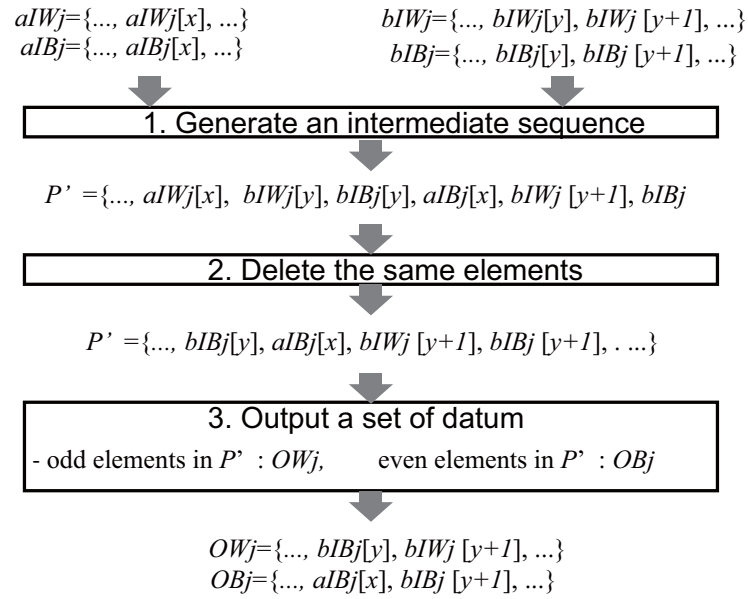 aIWj={..., aIWj[x], ...}
aIBj={..., aIBj[x], ...}
bIWj={..., bIWj[y], bIWj [y+1], ...}
bIBj={..., bIBj[y], bIBj [y+1], ...}
1. Generate an intermediate sequence
P’ ={..., aIWj[x], bIWj[y], bIBj[y], aIBj[x], bIWj [y+1], bIBj
2. Delete the same elements
P’ ={..., bIBj[y], aIBj[x], bIWj [y+1], bIBj [y+1], . ...}
3. Output a set of datum
- odd elements in P’ : OWj, even elements in P’ : OBj
OWj={..., bIBj[y], bIWj [y+1], ...}
OBj={..., aIBj[x], bIBj [y+1], ...}